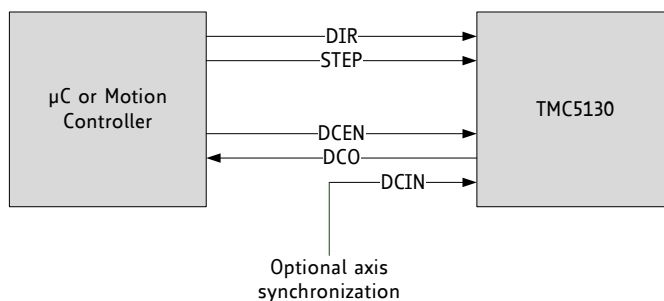 DIR
STEP
µC or Motion
Controller
TMC5130
DCEN
DCO
DCIN
Optional axis
synchronization